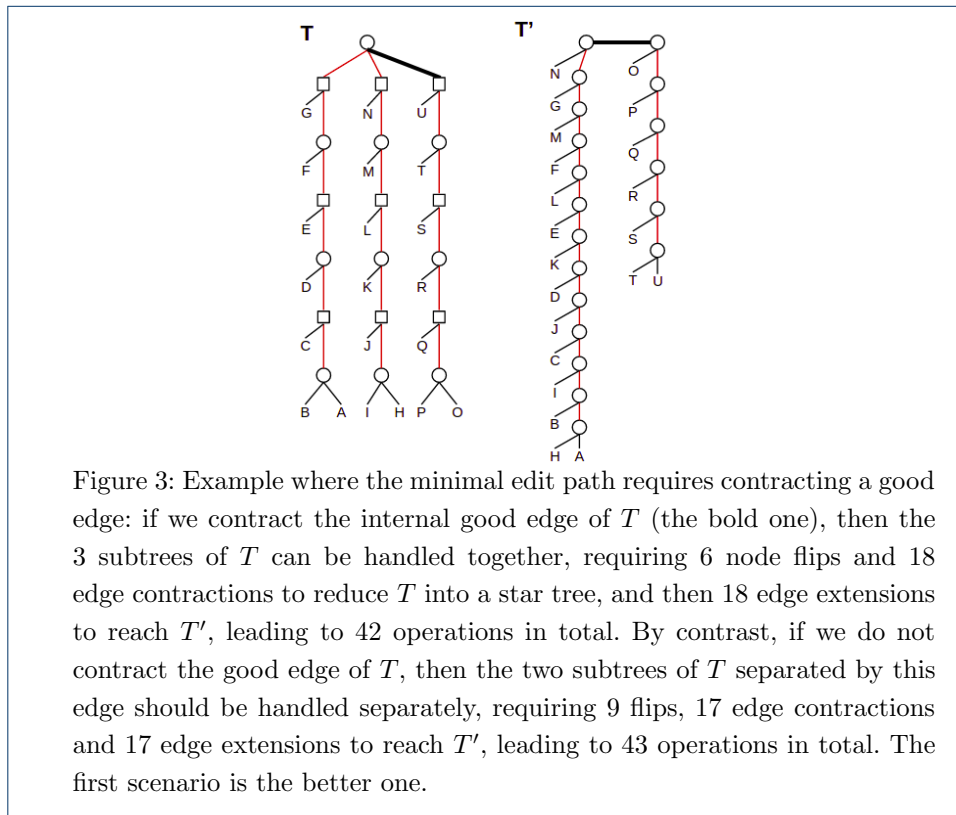 T T’
N O
G N U G P
M
F M T F Q
L
E L S E R
K
D K R D S
J T U
C J Q C
I
B A I H P O B
H A
Figure 3: Example where the minimal edit path requires contracting a good
edge: if we contract the internal good edge of T (the bold one), then the
3 subtrees of T can be handled together, requiring 6 node flips and 18
edge contractions to reduce T into a star tree, and then 18 edge extensions
to reach T′, leading to 42 operations in total. By contrast, if we do not
contract the good edge of T, then the two subtrees of T separated by this
edge should be handled separately, requiring 9 flips, 17 edge contractions
and 17 edge extensions to reach T′, leading to 43 operations in total. The
first scenario is the better one.